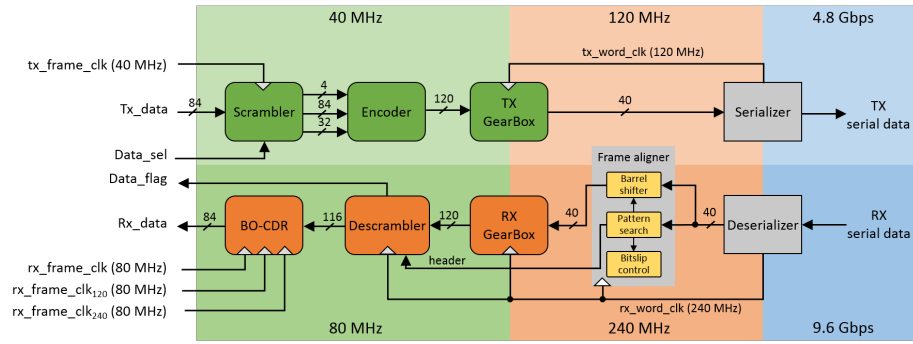 40 MHz
120 MHz
4.8 Gbps
tx_frame_clk (40 MHz)
tx_word_clk (120 MHz)
Tx_data
84
Scrambler
4
84
32
Encoder
120
TX
GearBox
40
Serializer
TX
serial data
Data_sel
Data_flag
Frame aligner
Barrel
shifter
Rx_data
84
BO-CDR
116
Descrambler
120
RX
GearBox
40
Pattern
search
40
Deserializer
RX
serial data
header
Bitslip
control
rx_frame_clk (80 MHz)
rx_frame_clk₁₂₀ (80 MHz)
rx_frame_clk₂₄₀ (80 MHz)
rx_word_clk (240 MHz)
80 MHz
240 MHz
9.6 Gbps